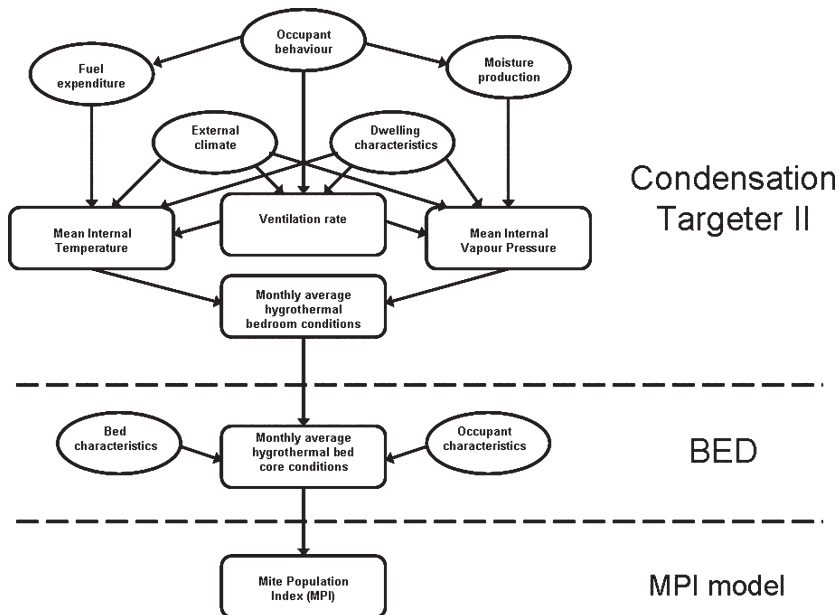 Occupant
behaviour
Fuel
expenditure
Moisture
production
External
climate
Dwelling
characteristics
Condensation
Targeter II
Mean Internal
Temperature
Ventilation rate
Mean Internal
Vapour Pressure
Monthly average
hygrothermal
bedroom conditions
Bed
characteristics
Monthly average
hygrothermal bed
core conditions
Occupant
characteristics
BED
Mite Population
Index (MPI)
MPI model